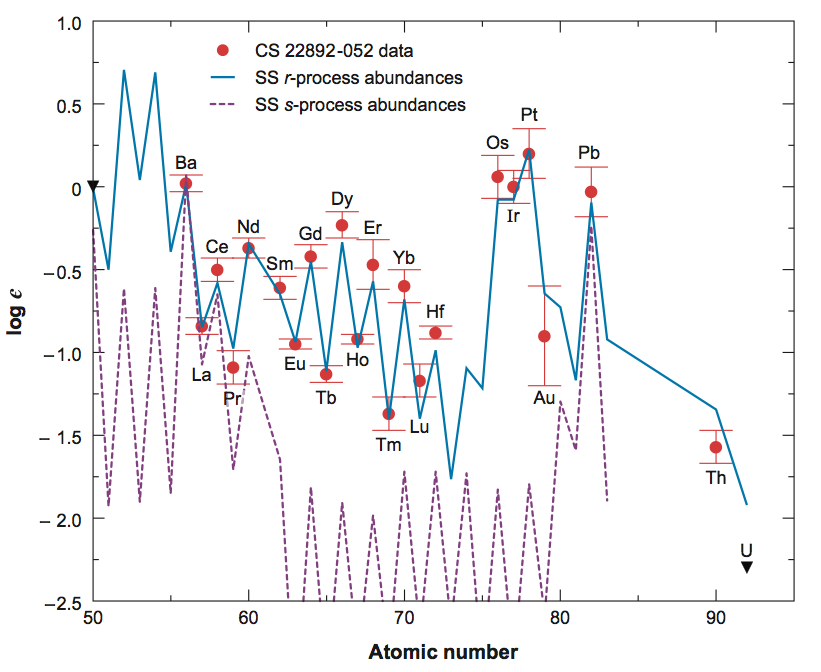 1.0
0.5
0
−0.5
−1.0
− 1.5
− 2.0
−2.5
log ϵ
CS 22892-052 data
SS r-process abundances
SS s-process abundances
Ba
La
Ce
Pr
Nd
Sm
Eu
Gd
Tb
Dy
Ho
Er
Tm
Yb
Lu
Hf
Os
Ir
Pt
Au
Pb
Th
U
50
60
70
80
90
Atomic number